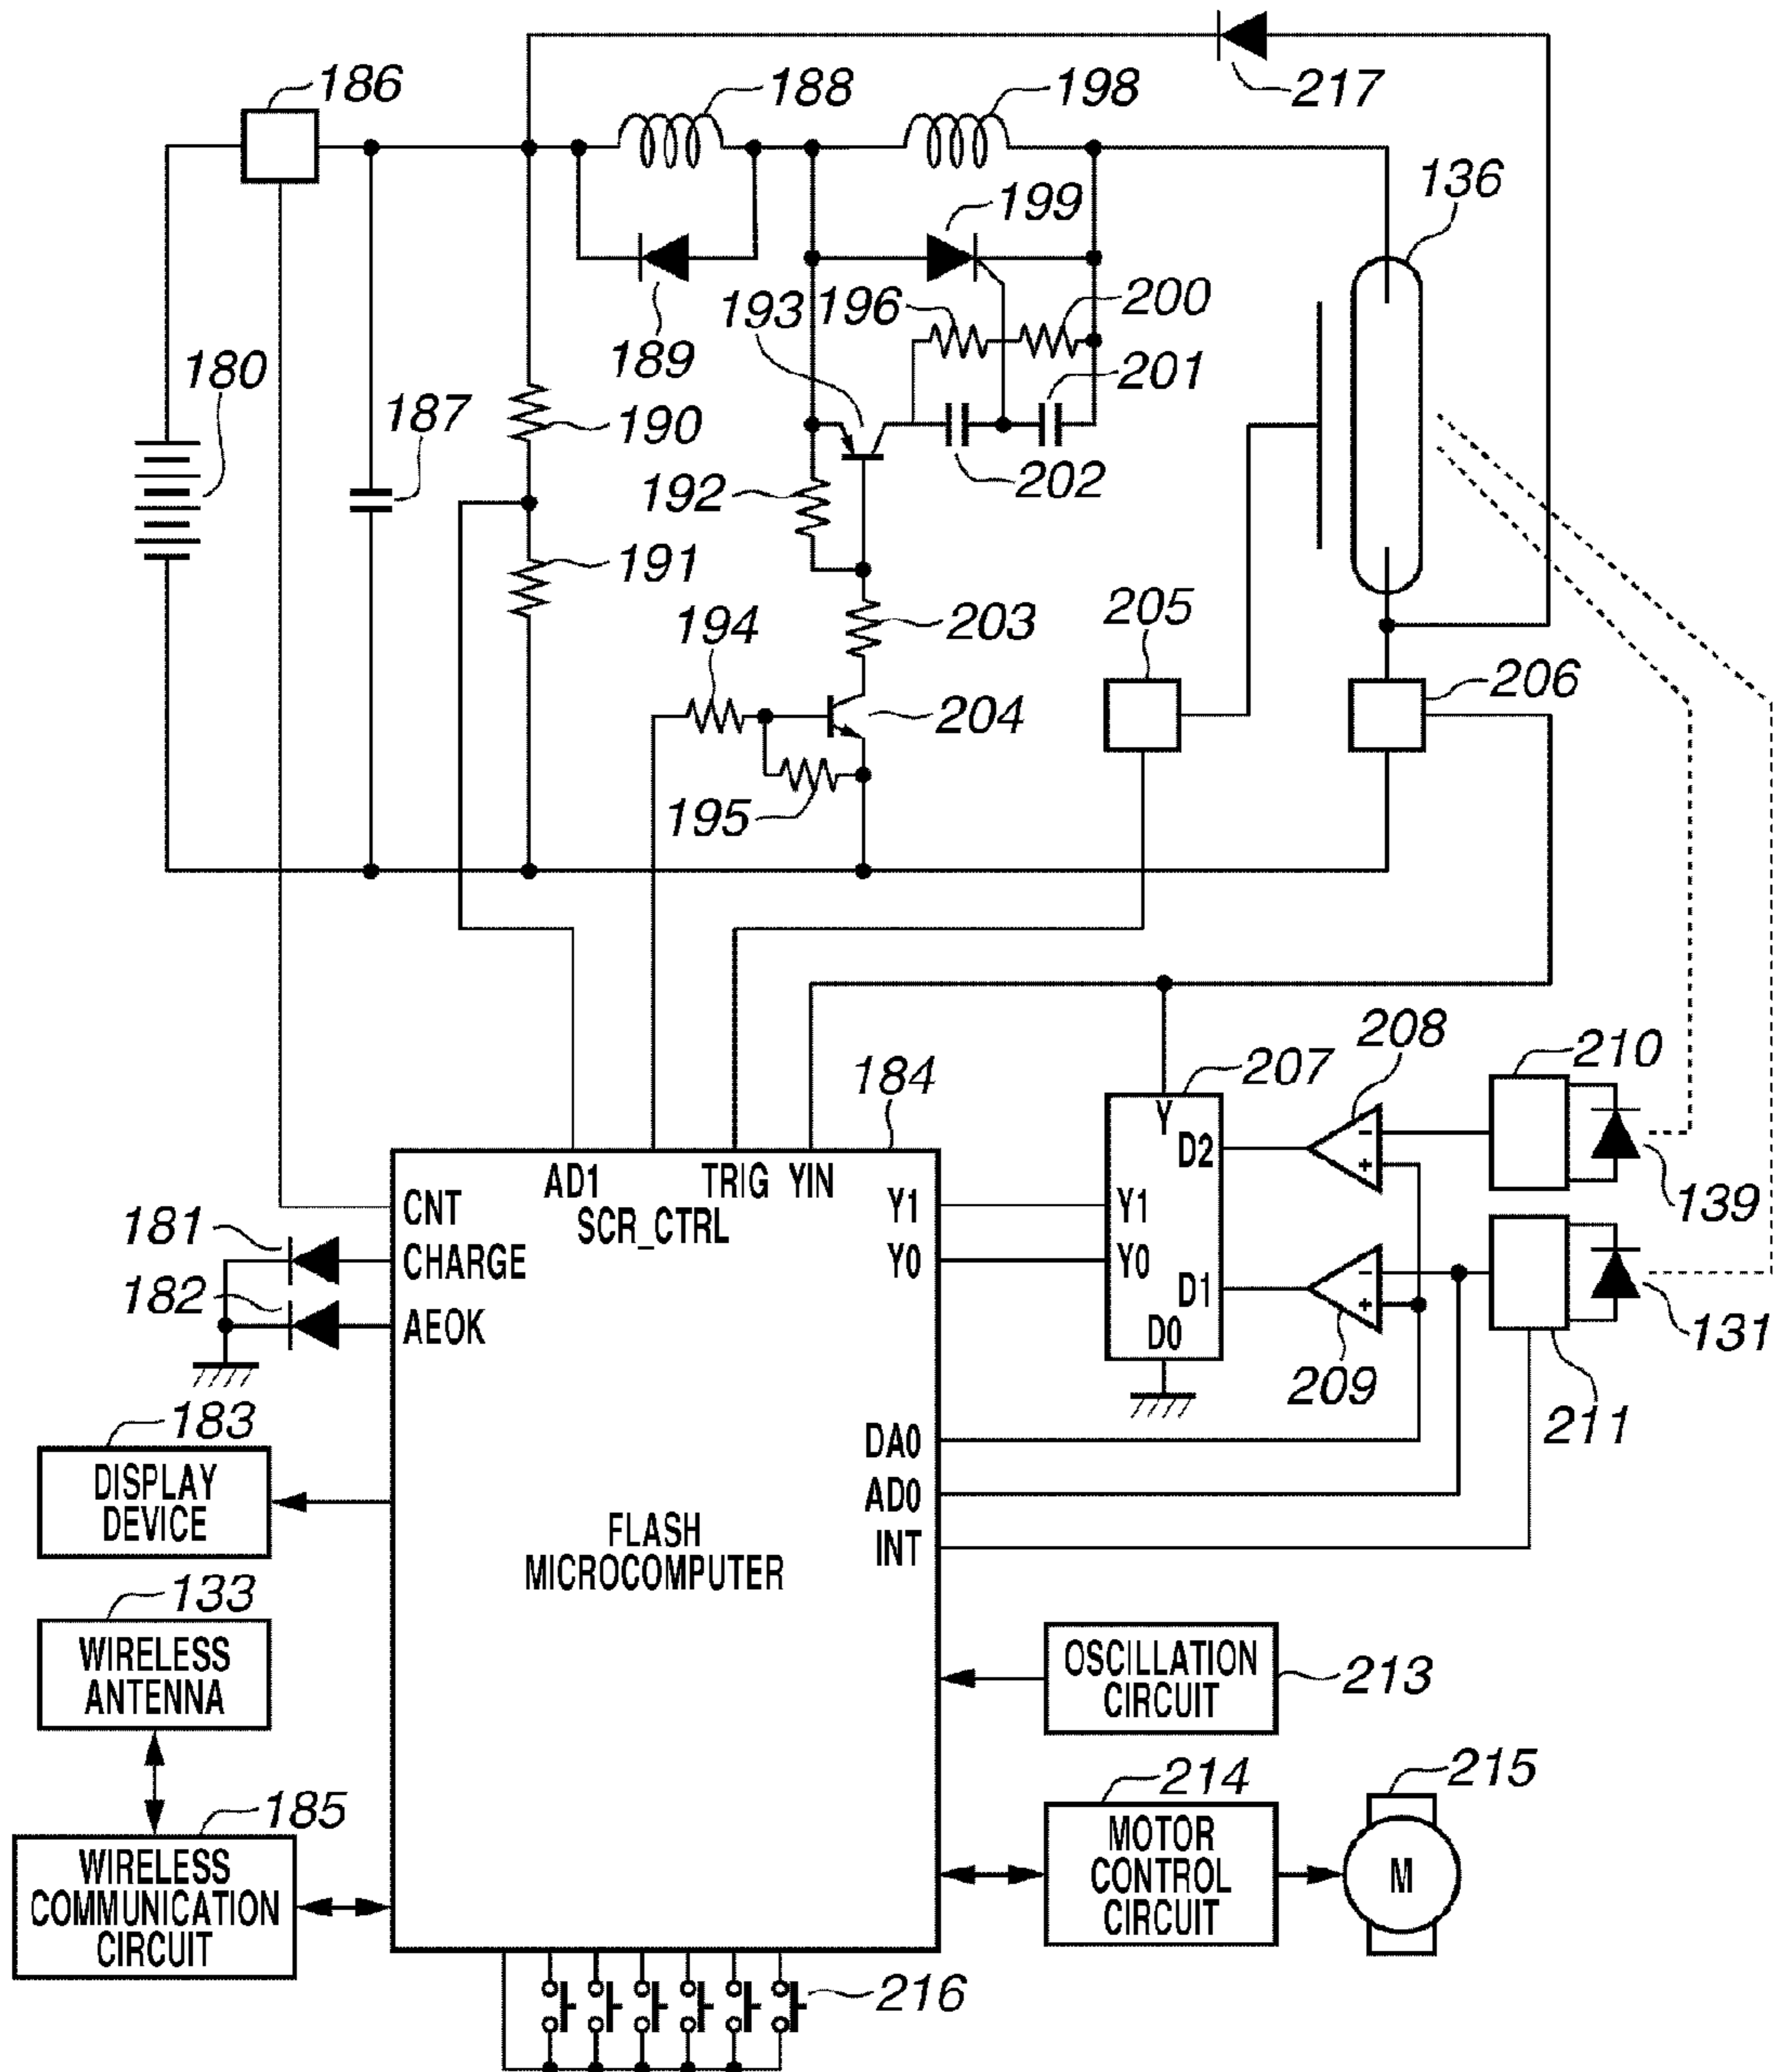 217
186
188
198
136
199
193
196
200
189
201
180
190
187
202
192
191
205
203
194
206
204
195
208
210
207
184
Y
D2
-
+
139
AD1
TRIG
YIN
SCR_CTRL
CNT
Y1
Y1
181
CHARGE
Y0
Y0
D1
-
+
182
AEOK
D0
131
209
211
183
DISPLAY
DEVICE
DA0
AD0
INT
FLASH
MICROCOMPUTER
133
WIRELESS
ANTENNA
OSCILLATION
CIRCUIT
213
185
WIRELESS
COMMUNICATION
CIRCUIT
214
MOTOR
CONTROL
CIRCUIT
215
M
216